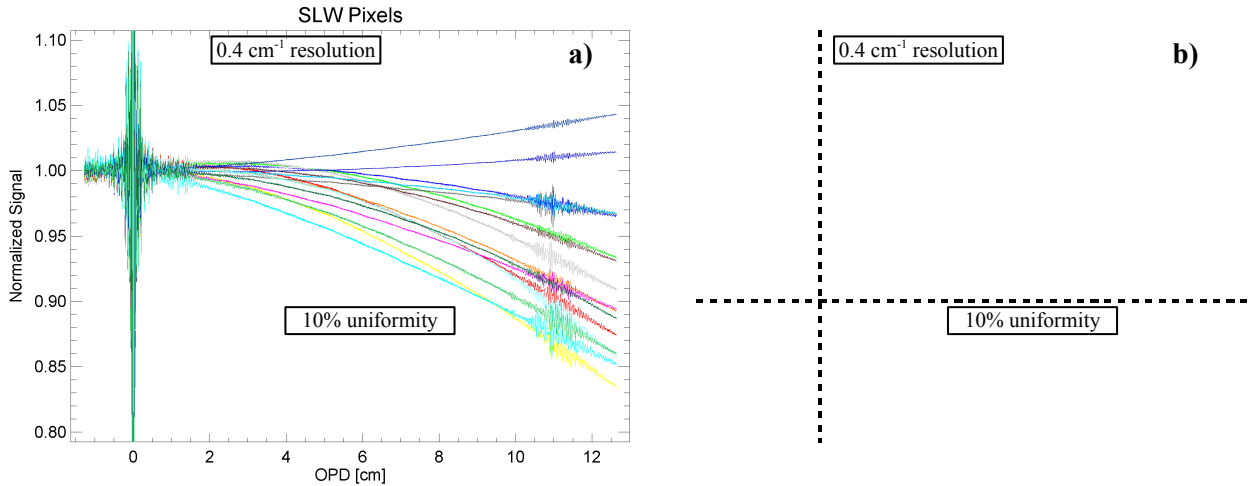 SLW Pixels
0.4 cm⁻¹ resolution
a)
1.10
1.05
1.00
0.95
0.90
0.85
0.80
Normalized Signal
10% uniformity
0 2 4 6 8 10 12
OPD [cm]
0.4 cm⁻¹ resolution
b)
10% uniformity